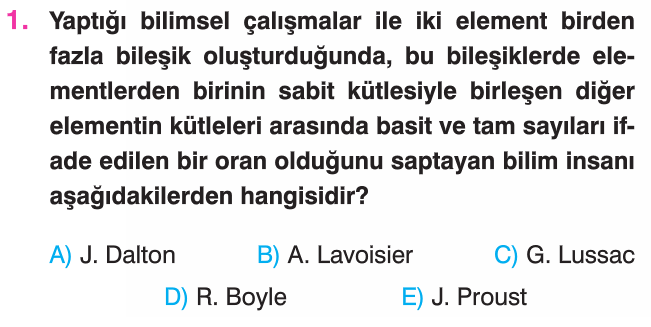 1. Yaptığı bilimsel çalışmalar ile iki element birden
fazla bileşik oluşturduğunda, bu bileşiklerde ele-
mentlerden birinin sabit kütlesiyle birleşen diğer
elementin kütleleri arasında basit ve tam sayıları if-
ade edilen bir oran olduğunu saptayan bilim insanı
aşağıdakilerden hangisidir?
A) J. Dalton B) A. Lavoisier C) G. Lussac
D) R. Boyle E) J. Proust